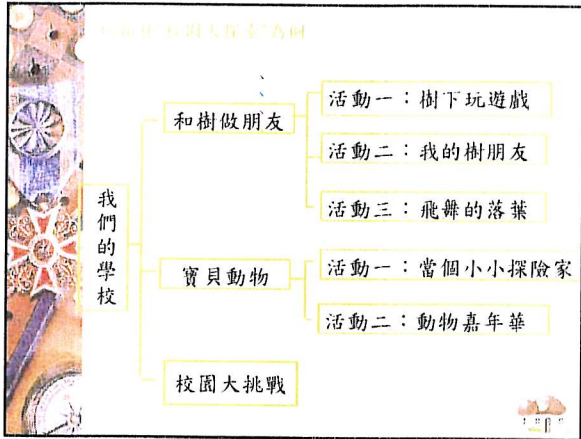 和樹做朋友
活動一：樹下玩遊戲
活動二：我的樹朋友
活動三：飛舞的落葉
我們的學校
寶貝動物
活動一：當個小小探險家
活動二：動物嘉年華
校園大挑戰